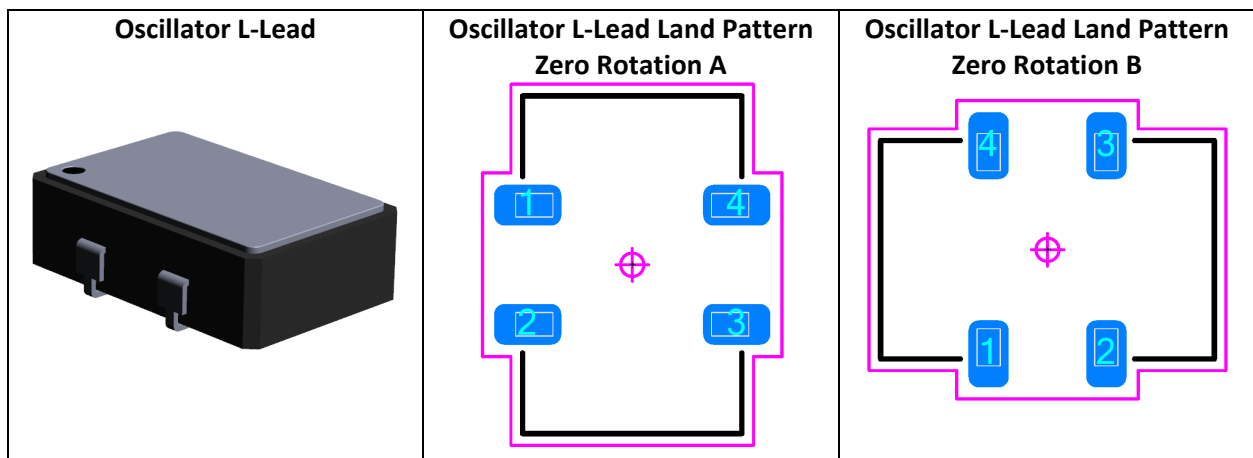 Oscillator L-Lead
Oscillator L-Lead Land Pattern
Zero Rotation A
1
4
2
3
Oscillator L-Lead Land Pattern
Zero Rotation B
4
3
1
2